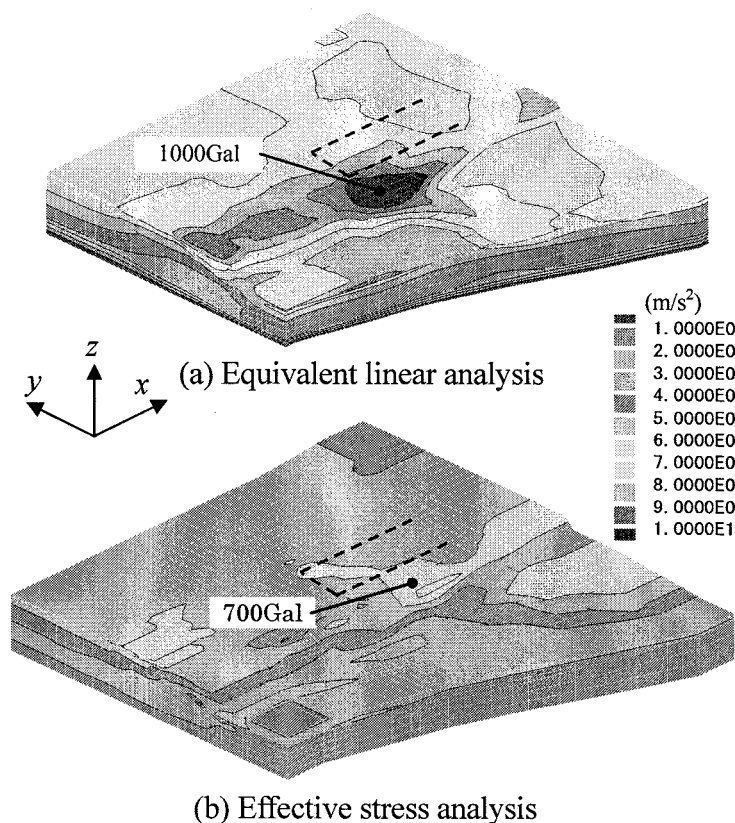 1000Gal
(m/s²)
1. 0000E0
2. 0000E0
3. 0000E0
4. 0000E0
5. 0000E0
6. 0000E0
7. 0000E0
8. 0000E0
9. 0000E0
1. 0000E1
z
y
x
(a) Equivalent linear analysis
700Gal
(b) Effective stress analysis